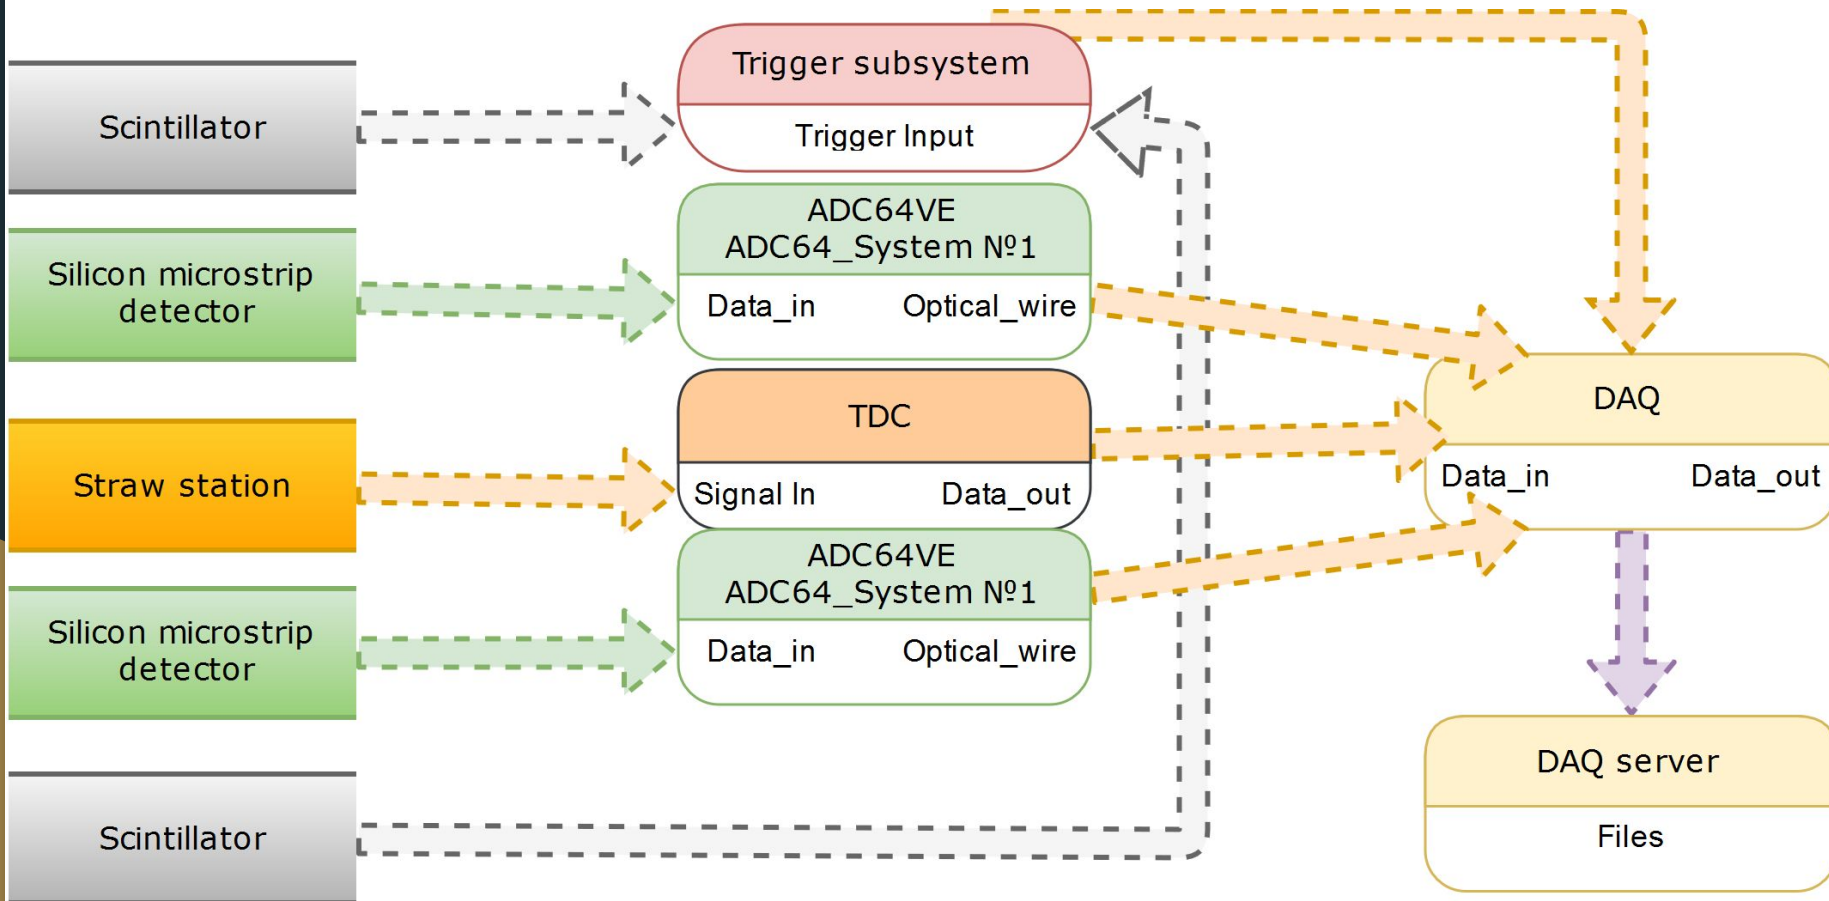 Trigger subsystem
Trigger Input
Scintillator
ADC64VE
ADC64_System №1
Data_in Optical_wire
Silicon microstrip
detector
TDC
Signal In Data_out
Straw station
DAQ
Data_in Data_out
ADC64VE
ADC64_System №1
Data_in Optical_wire
Silicon microstrip
detector
DAQ server
Files
Scintillator